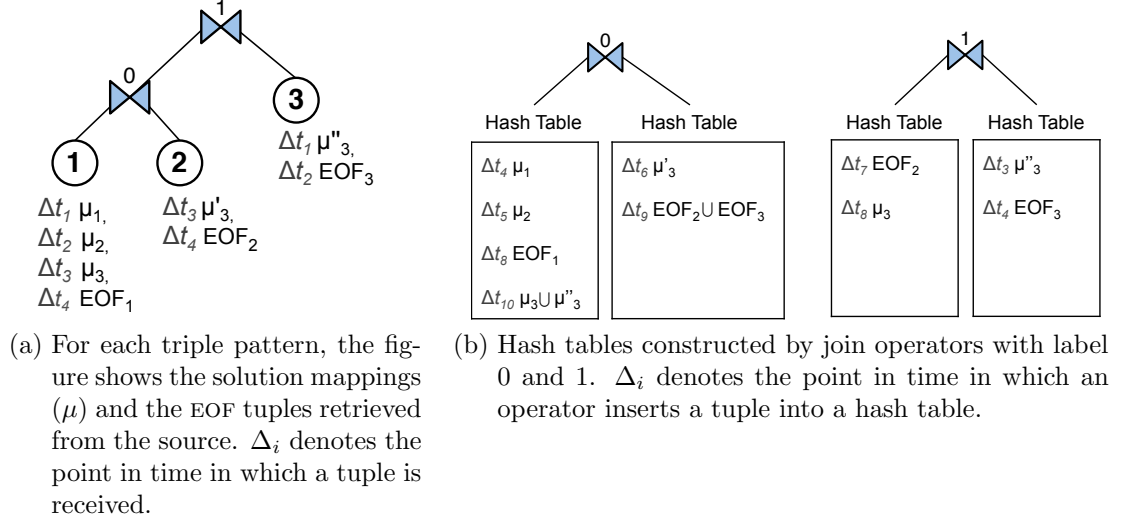 1
0
3
Δt1 μ''3,
Δt2 EOF3
1
2
Δt1 μ1,
Δt2 μ2,
Δt3 μ3,
Δt4 EOF1
Δt3 μ'3,
Δt4 EOF2
(a) For each triple pattern, the fig-
ure shows the solution mappings
(μ) and the EOF tuples retrieved
from the source. Δi denotes the
point in time in which a tuple is
received.
0
Hash Table
Hash Table
Δt4 μ1
Δt5 μ2
Δt8 EOF1
Δt10 μ3∪μ''3
Δt6 μ'3
Δt9 EOF2∪EOF3
1
Hash Table
Hash Table
Δt7 EOF2
Δt8 μ3
Δt3 μ''3
Δt4 EOF3
(b) Hash tables constructed by join operators with label
0 and 1. Δi denotes the point in time in which an
operator inserts a tuple into a hash table.